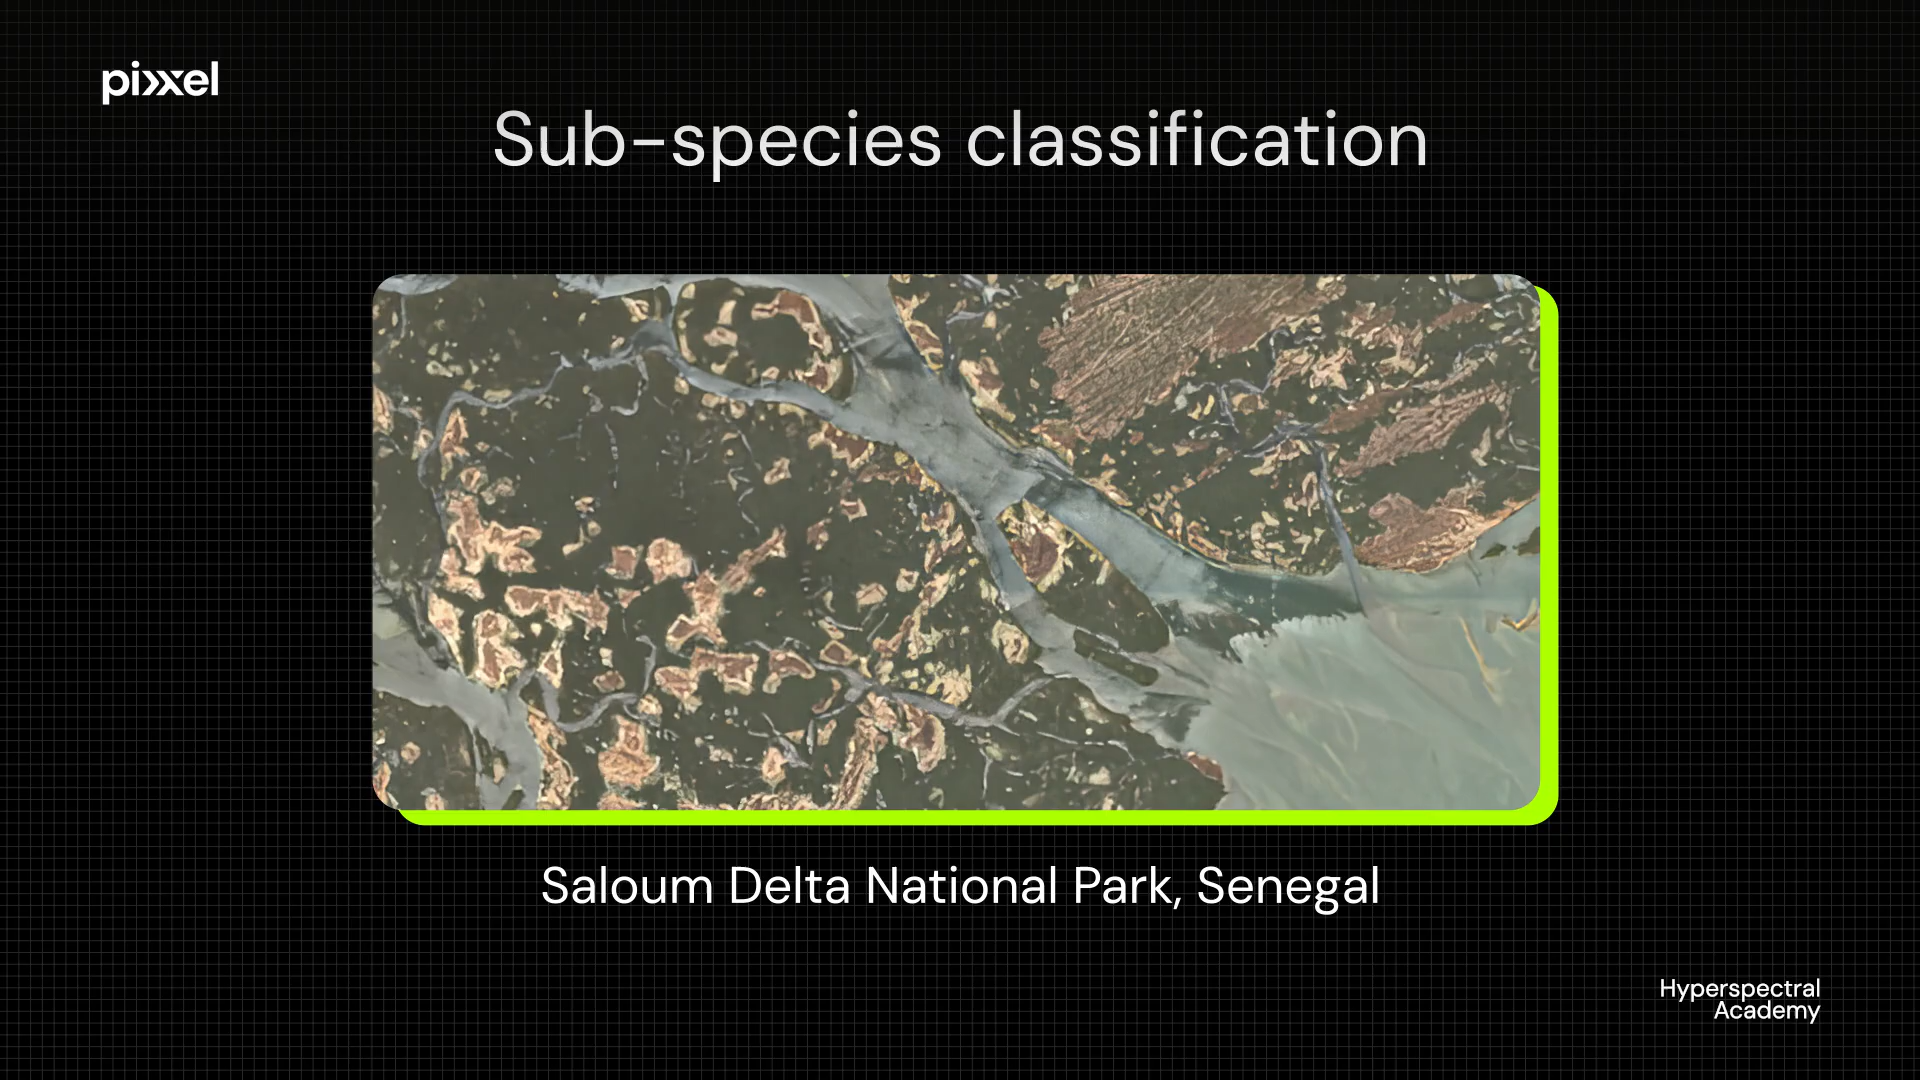 pixxel
Sub-species classification
Saloum Delta National Park, Senegal
Hyperspectral
Academy